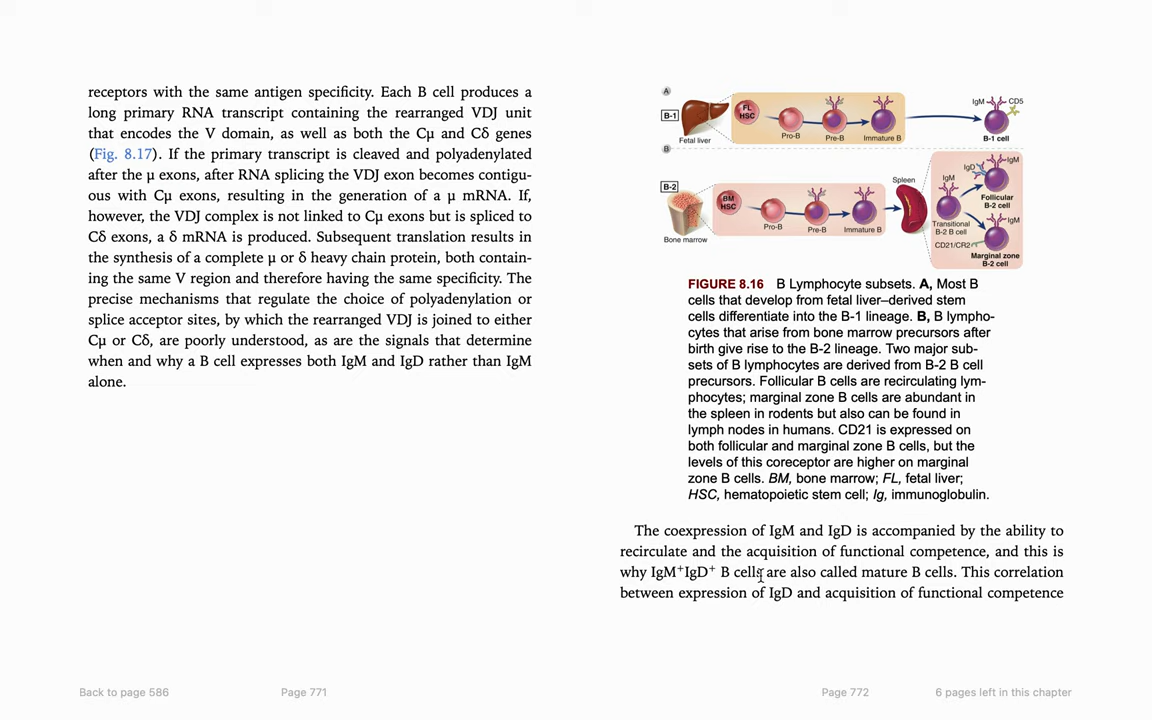 receptors with the same antigen specificity. Each B cell produces a
long primary RNA transcript containing the rearranged VDJ unit
that encodes the V domain, as well as both the Cμ and Cδ genes
(Fig. 8.17). If the primary transcript is cleaved and polyadenylated
after the μ exons, after RNA splicing the VDJ exon becomes contigu-
ous with Cμ exons, resulting in the generation of a μ mRNA. If,
however, the VDJ complex is not linked to Cμ exons but is spliced to
Cδ exons, a δ mRNA is produced. Subsequent translation results in
the synthesis of a complete μ or δ heavy chain protein, both contain-
ing the same V region and therefore having the same specificity. The
precise mechanisms that regulate the choice of polyadenylation or
splice acceptor sites, by which the rearranged VDJ is joined to either
Cμ or Cδ, are poorly understood, as are the signals that determine
when and why a B cell expresses both IgM and IgD rather than IgM
alone.
A
B-1
Fetal liver
FL
HSC
Pro-B
Pre-B
Immature B
IgM
CD5
B-1 cell
B
B-2
Bone marrow
BM
HSC
Pro-B
Pre-B
Immature B
Spleen
IgM
Transitional
B-2 B cell
IgD
IgM
Follicular
B-2 cell
IgM
CD21/CR2
Marginal zone
B-2 cell
FIGURE 8.16 B Lymphocyte subsets. A, Most B
cells that develop from fetal liver–derived stem
cells differentiate into the B-1 lineage. B, B lympho-
cytes that arise from bone marrow precursors after
birth give rise to the B-2 lineage. Two major sub-
sets of B lymphocytes are derived from B-2 B cell
precursors. Follicular B cells are recirculating lym-
phocytes; marginal zone B cells are abundant in
the spleen in rodents but also can be found in
lymph nodes in humans. CD21 is expressed on
both follicular and marginal zone B cells, but the
levels of this coreceptor are higher on marginal
zone B cells. BM, bone marrow; FL, fetal liver;
HSC, hematopoietic stem cell; Ig, immunoglobulin.
The coexpression of IgM and IgD is accompanied by the ability to
recirculate and the acquisition of functional competence, and this is
why IgM⁺IgD⁺ B cells are also called mature B cells. This correlation
between expression of IgD and acquisition of functional competence
Back to page 586
Page 771
Page 772
6 pages left in this chapter